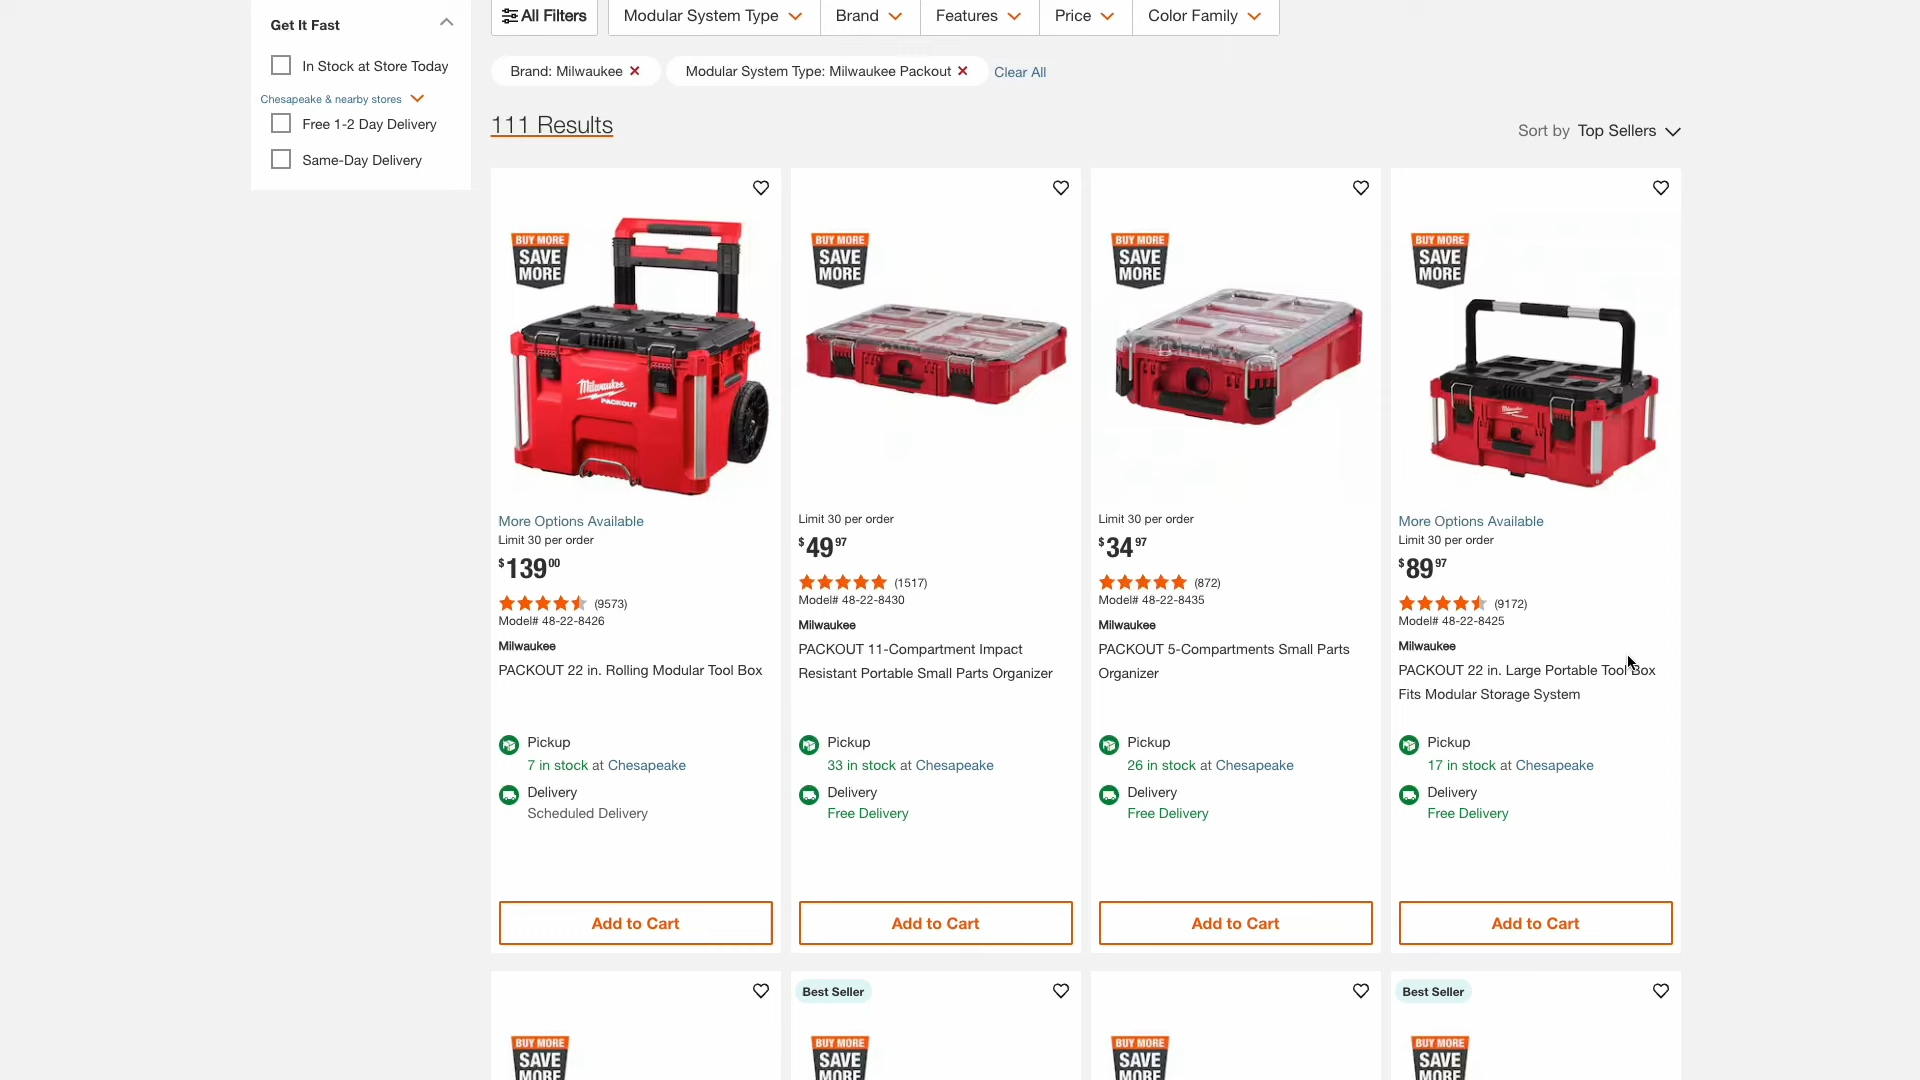 Get It Fast
In Stock at Store Today
Chesapeake & nearby stores
Free 1-2 Day Delivery
Same-Day Delivery
All Filters
Modular System Type
Brand
Features
Price
Color Family
Brand: Milwaukee ✕
Modular System Type: Milwaukee Packout ✕
Clear All
111 Results
Sort by Top Sellers
BUY MORE
SAVE
MORE
Milwaukee
PACKOUT
More Options Available
Limit 30 per order
$13900
(9573)
Model# 48-22-8426
Milwaukee
PACKOUT 22 in. Rolling Modular Tool Box
Pickup
7 in stock at Chesapeake
Delivery
Scheduled Delivery
Add to Cart
BUY MORE
SAVE
MORE
Limit 30 per order
$4997
(1517)
Model# 48-22-8430
Milwaukee
PACKOUT 11-Compartment Impact
Resistant Portable Small Parts Organizer
Pickup
33 in stock at Chesapeake
Delivery
Free Delivery
Add to Cart
BUY MORE
SAVE
MORE
Limit 30 per order
$3497
(872)
Model# 48-22-8435
Milwaukee
PACKOUT 5-Compartments Small Parts
Organizer
Pickup
26 in stock at Chesapeake
Delivery
Free Delivery
Add to Cart
BUY MORE
SAVE
MORE
Milwaukee
More Options Available
Limit 30 per order
$8997
(9172)
Model# 48-22-8425
Milwaukee
PACKOUT 22 in. Large Portable Tool Box
Fits Modular Storage System
Pickup
17 in stock at Chesapeake
Delivery
Free Delivery
Add to Cart
BUY MORE
SAVE
MORE
Best Seller
BUY MORE
SAVE
MORE
BUY MORE
SAVE
MORE
Best Seller
BUY MORE
SAVE
MORE